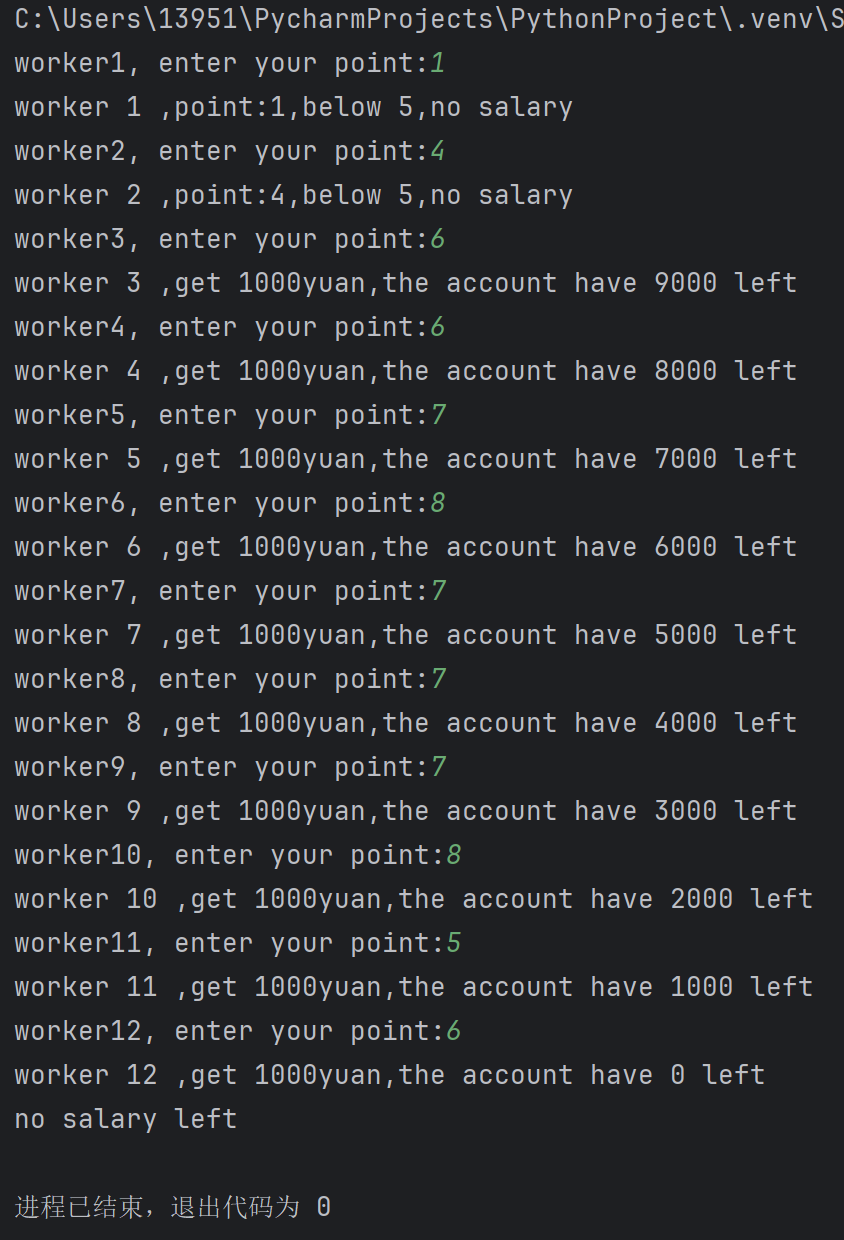 C:\Users\13951\PycharmProjects\PythonProject\.venv\S
worker1, enter your point:1
worker 1 ,point:1,below 5,no salary
worker2, enter your point:4
worker 2 ,point:4,below 5,no salary
worker3, enter your point:6
worker 3 ,get 1000yuan,the account have 9000 left
worker4, enter your point:6
worker 4 ,get 1000yuan,the account have 8000 left
worker5, enter your point:7
worker 5 ,get 1000yuan,the account have 7000 left
worker6, enter your point:8
worker 6 ,get 1000yuan,the account have 6000 left
worker7, enter your point:7
worker 7 ,get 1000yuan,the account have 5000 left
worker8, enter your point:7
worker 8 ,get 1000yuan,the account have 4000 left
worker9, enter your point:7
worker 9 ,get 1000yuan,the account have 3000 left
worker10, enter your point:8
worker 10 ,get 1000yuan,the account have 2000 left
worker11, enter your point:5
worker 11 ,get 1000yuan,the account have 1000 left
worker12, enter your point:6
worker 12 ,get 1000yuan,the account have 0 left
no salary left
进程已结束，退出代码为 0